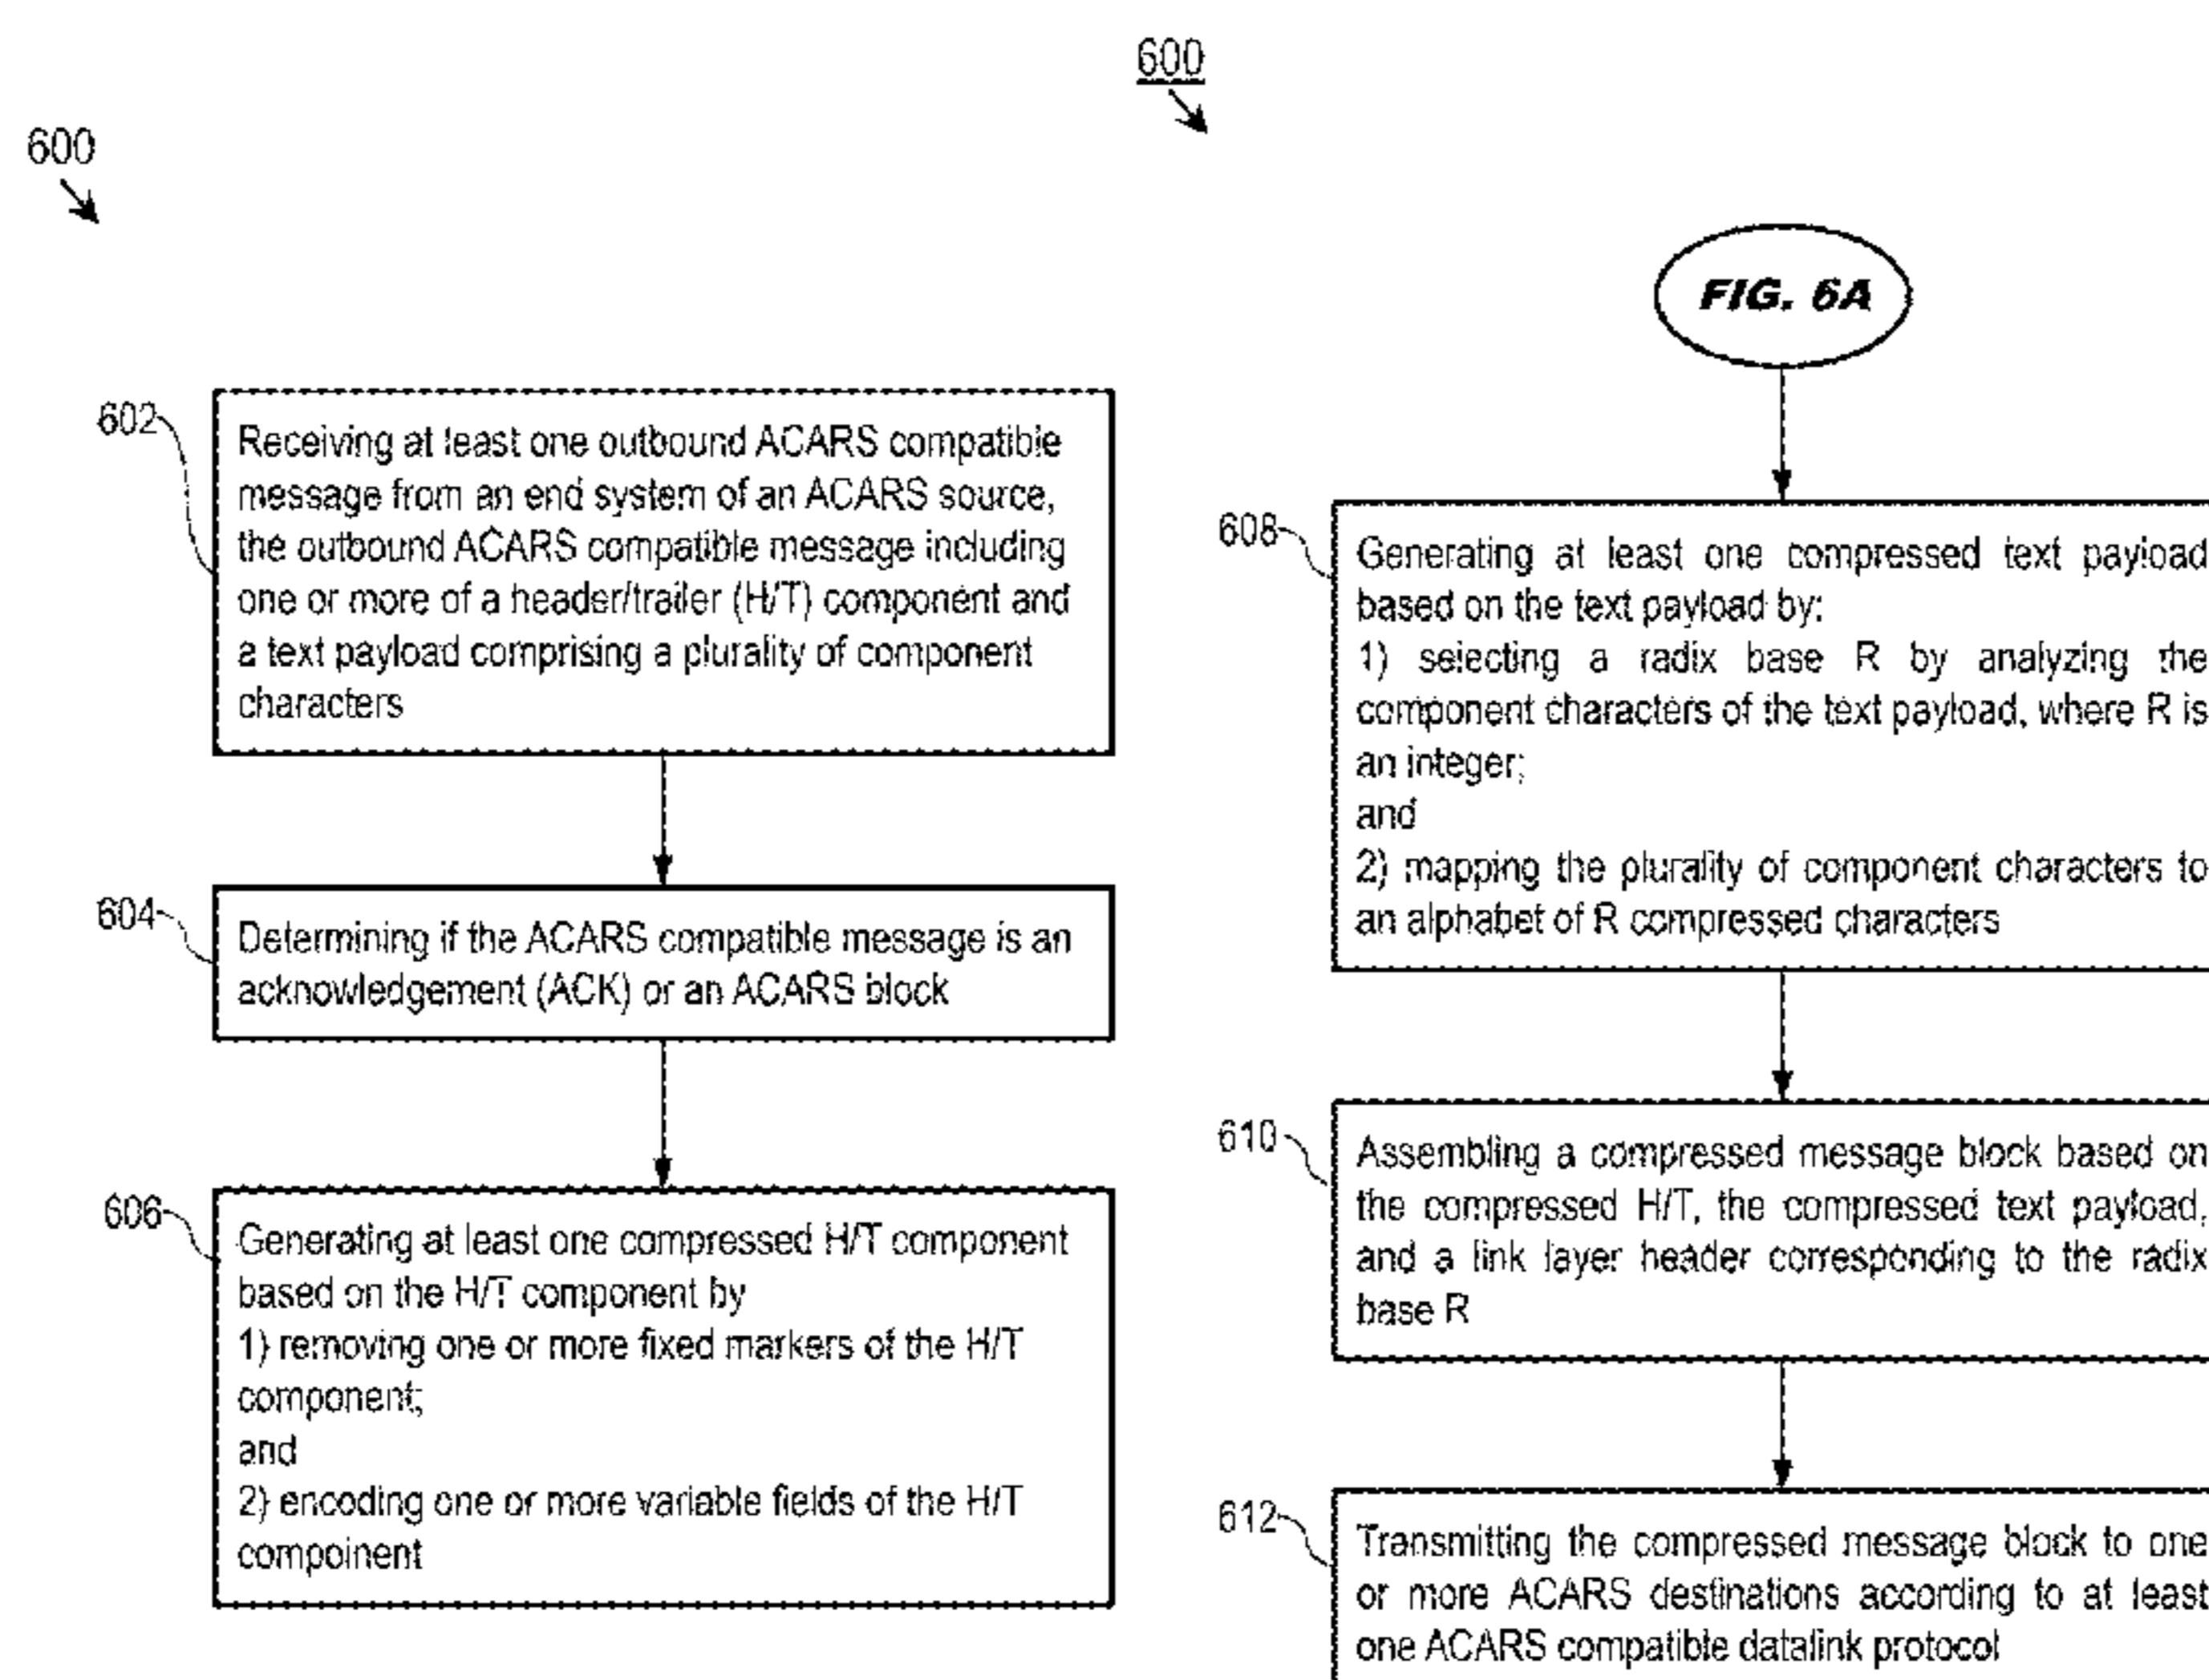 600
602
Receiving at least one outbound ACARS compatible
message from an end system of an ACARS source,
the outbound ACARS compatible message including
one or more of a header/trailer (H/T) component and
a text payload comprising a plurality of component
characters
604
Determining if the ACARS compatible message is an
acknowledgement (ACK) or an ACARS block
606
Generating at least one compressed H/T component
based on the H/T component by
1) removing one or more fixed markers of the H/T
component;
and
2) encoding one or more variable fields of the H/T
compoinent
600
FIG. 6A
608
Generating at least one compressed text payload
based on the text payload by:
1) selecting a radix base R by analyzing the
component characters of the text payload, where R is
an integer;
and
2) mapping the plurality of component characters to
an alphabet of R compressed characters
610
Assembling a compressed message block based on
the compressed H/T, the compressed text payload,
and a link layer header corresponding to the radix
base R
612
Transmitting the compressed message block to one
or more ACARS destinations according to at least
one ACARS compatible datalink protocol